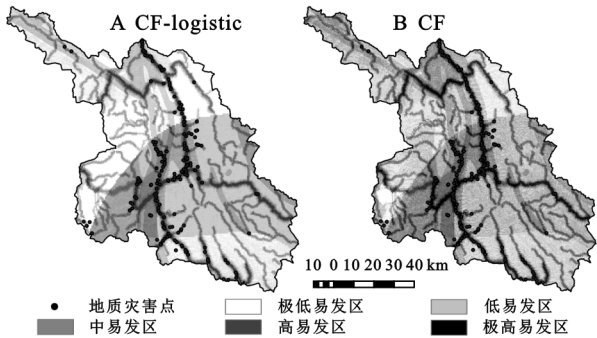 A CF-logistic
B CF
10 0 10 20 30 40 km
地质灾害点
极低易发区
低易发区
中易发区
高易发区
极高易发区